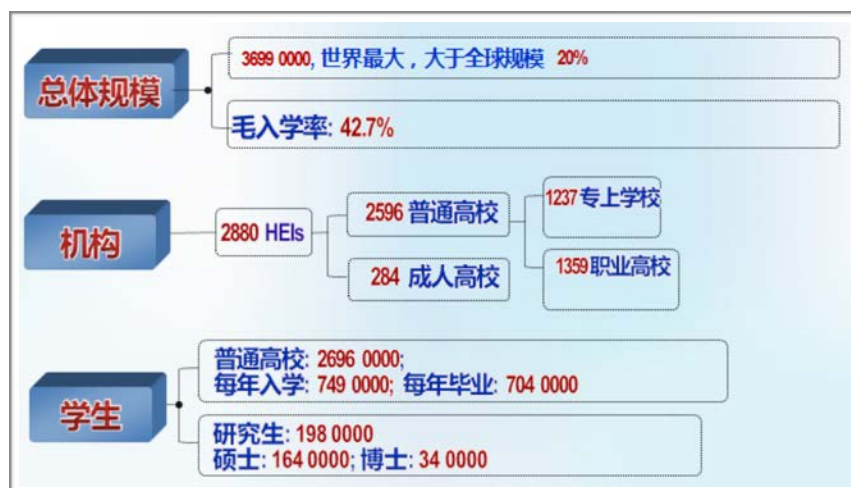 总体规模
3699 0000, 世界最大，大于全球规模 20%
毛入学率: 42.7%
机构
2880 HEIs
2596 普通高校
284 成人高校
1237 专上学校
1359 职业高校
学生
普通高校: 2696 0000;
每年入学: 749 0000; 每年毕业: 704 0000
研究生: 198 0000
硕士: 164 0000; 博士: 34 0000